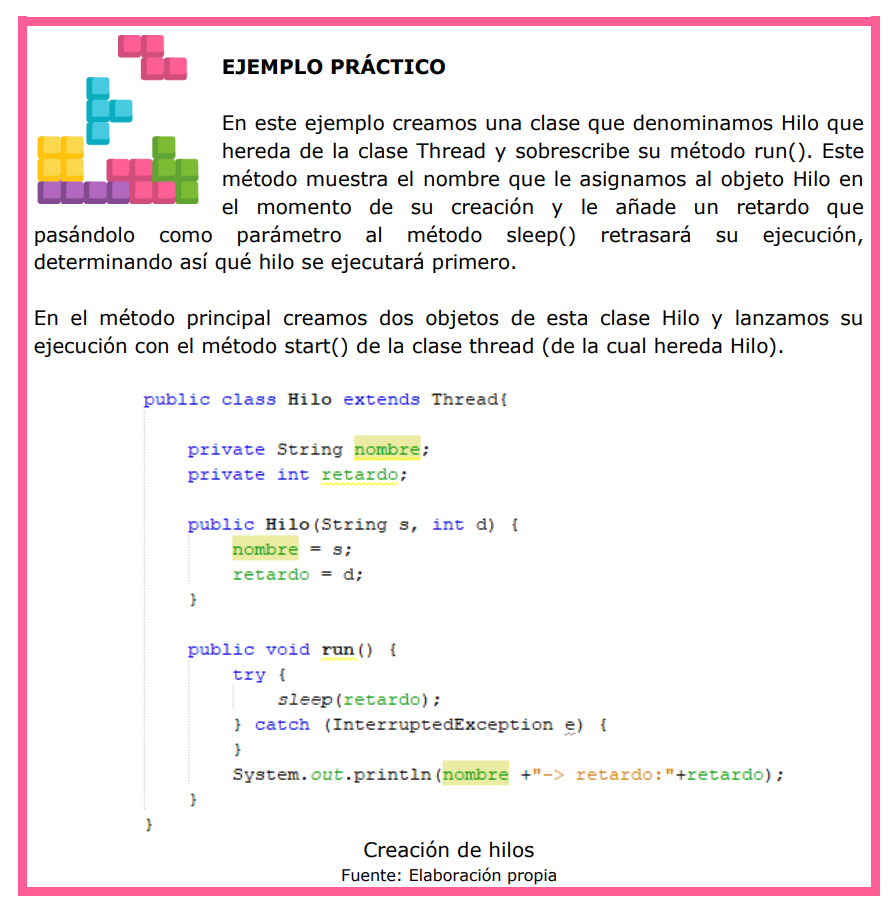 EJEMPLO PRÁCTICO
En este ejemplo creamos una clase que denominamos Hilo que
hereda de la clase Thread y sobrescribe su método run(). Este
método muestra el nombre que le asignamos al objeto Hilo en
el momento de su creación y le añade un retardo que
pasándolo como parámetro al método sleep() retrasará su ejecución,
determinando así qué hilo se ejecutará primero.
En el método principal creamos dos objetos de esta clase Hilo y lanzamos su
ejecución con el método start() de la clase thread (de la cual hereda Hilo).
public class Hilo extends Thread{
private String nombre;
private int retardo;
public Hilo(String s, int d) {
nombre = s;
retardo = d;
}
public void run() {
try {
sleep(retardo);
} catch (InterruptedException e) {
}
System.out.println(nombre +"-> retardo:"+retardo);
}
}
Creación de hilos
Fuente: Elaboración propia